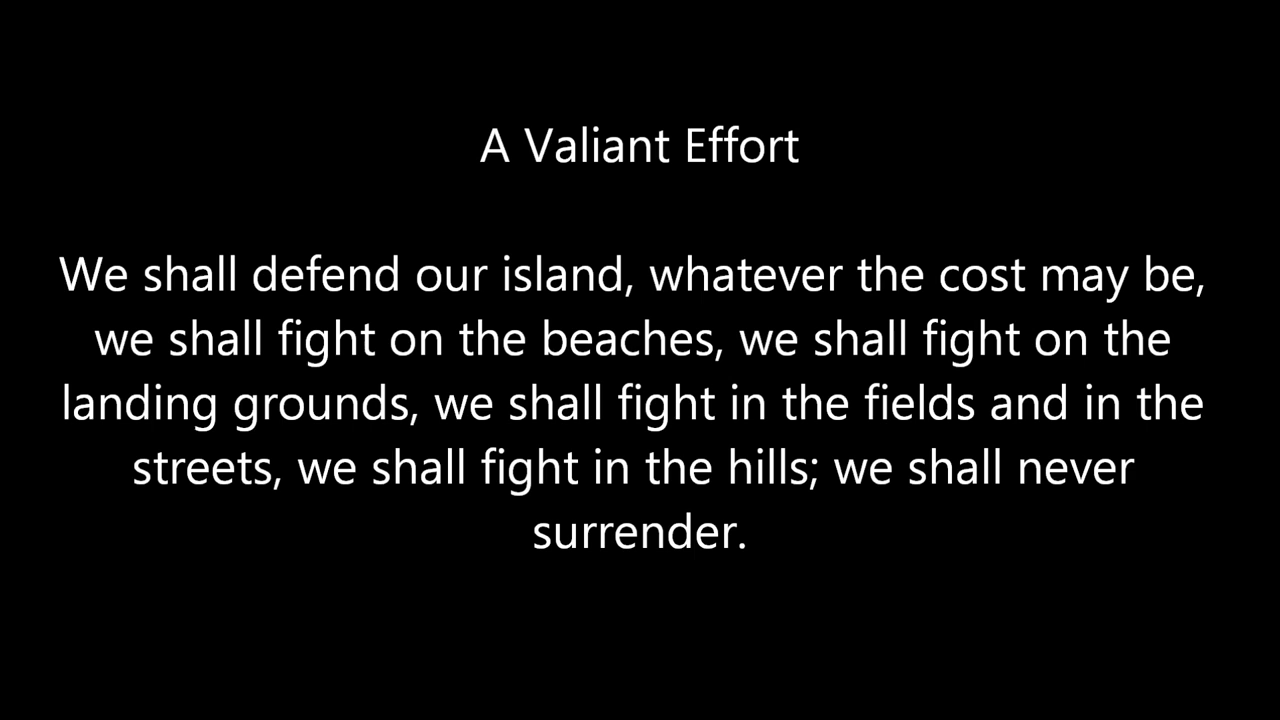 A Valiant Effort
We shall defend our island, whatever the cost may be,
we shall fight on the beaches, we shall fight on the
landing grounds, we shall fight in the fields and in the
streets, we shall fight in the hills; we shall never
surrender.